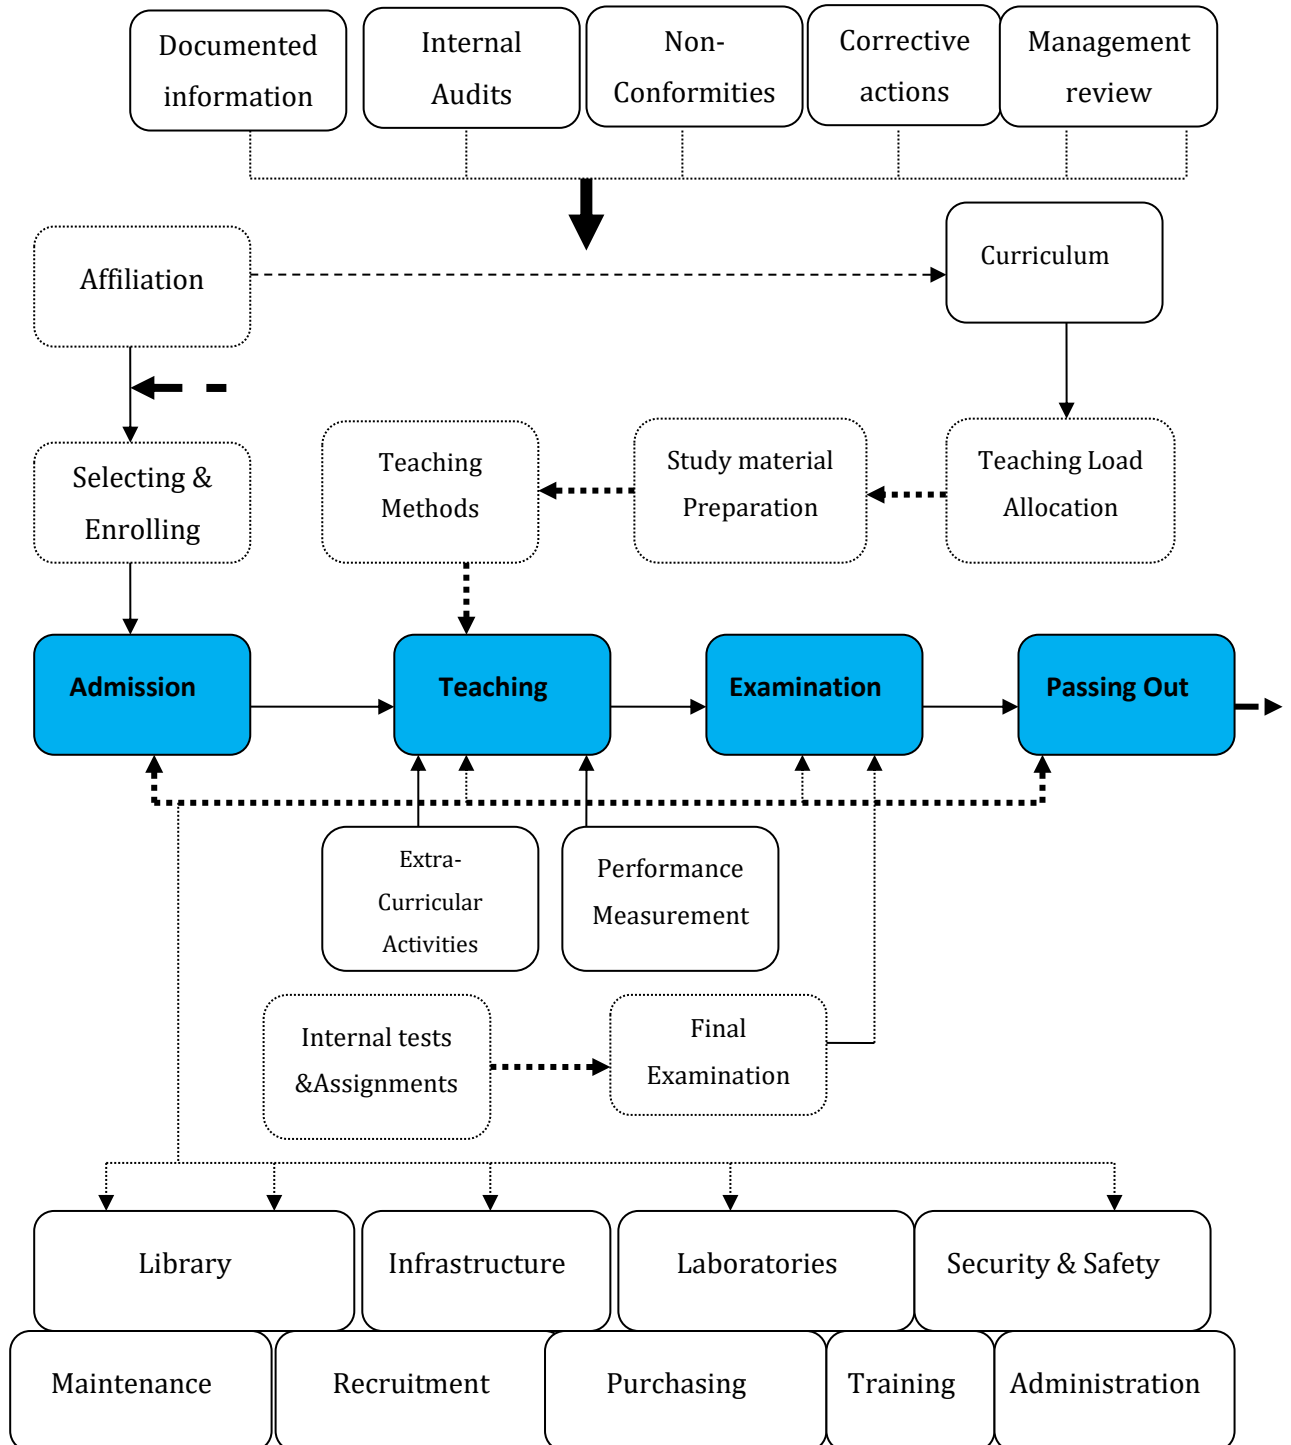 Documented
information
Internal
Audits
Non-
Conformities
Corrective
actions
Management
review
Affiliation
Curriculum
Selecting &
Enrolling
Teaching
Methods
Study material
Preparation
Teaching Load
Allocation
Admission
Teaching
Examination
Passing Out
Extra-
Curricular
Activities
Performance
Measurement
Internal tests
&Assignments
Final
Examination
Library
Infrastructure
Laboratories
Security & Safety
Maintenance
Recruitment
Purchasing
Training
Administration